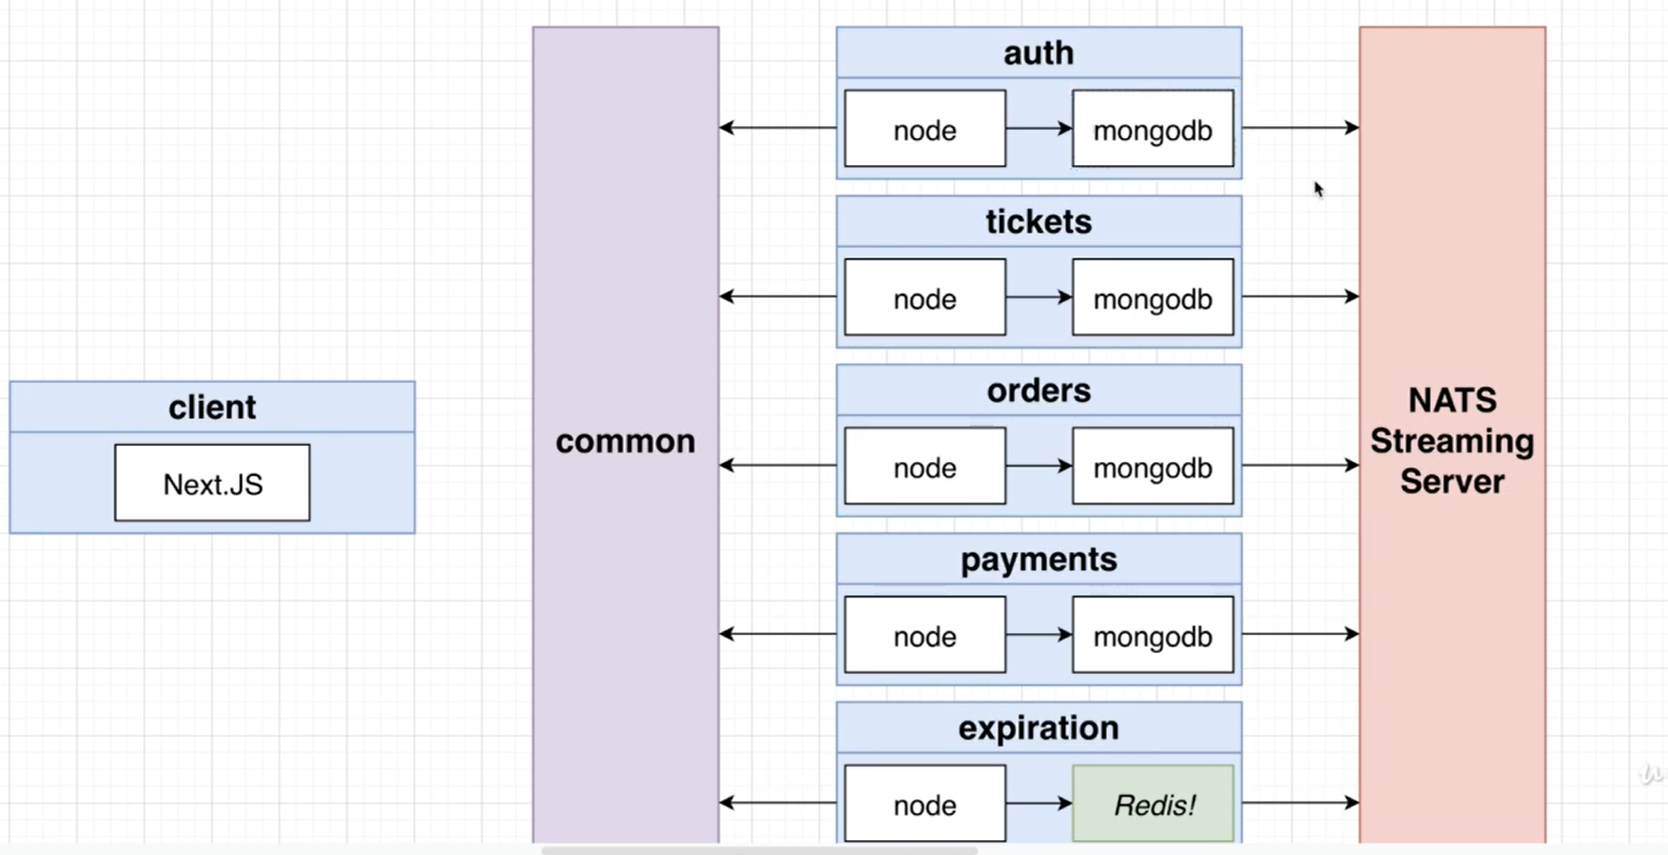 auth
node
mongodb
tickets
node
mongodb
client
Next.JS
common
orders
node
mongodb
NATS
Streaming
Server
payments
node
mongodb
expiration
node
Redis!
u